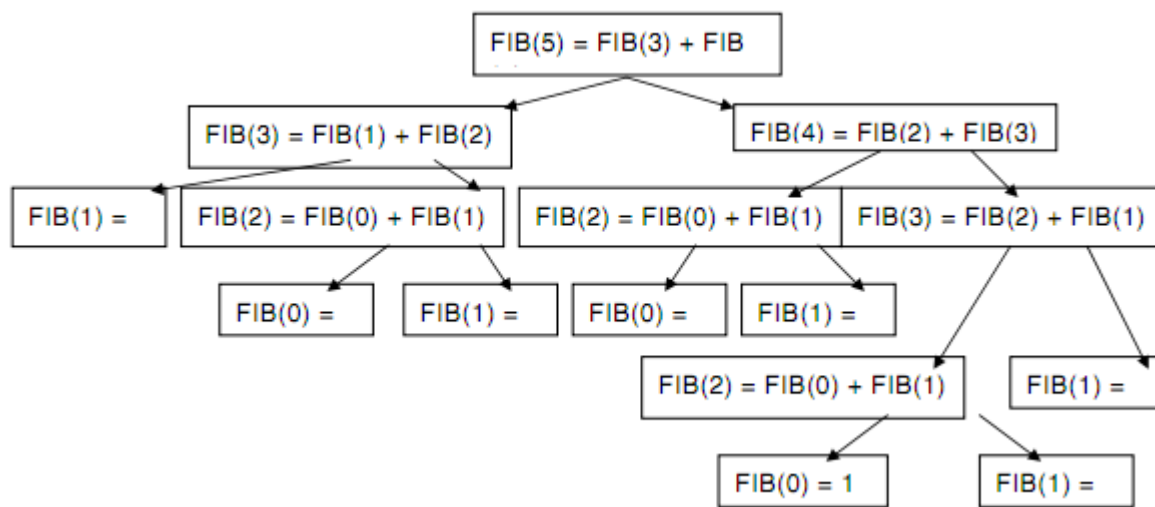 FIB(5) = FIB(3) + FIB
FIB(3) = FIB(1) + FIB(2)
FIB(4) = FIB(2) + FIB(3)
FIB(1) =
FIB(2) = FIB(0) + FIB(1)
FIB(2) = FIB(0) + FIB(1)
FIB(3) = FIB(2) + FIB(1)
FIB(0) =
FIB(1) =
FIB(0) =
FIB(1) =
FIB(2) = FIB(0) + FIB(1)
FIB(1) =
FIB(0) = 1
FIB(1) =